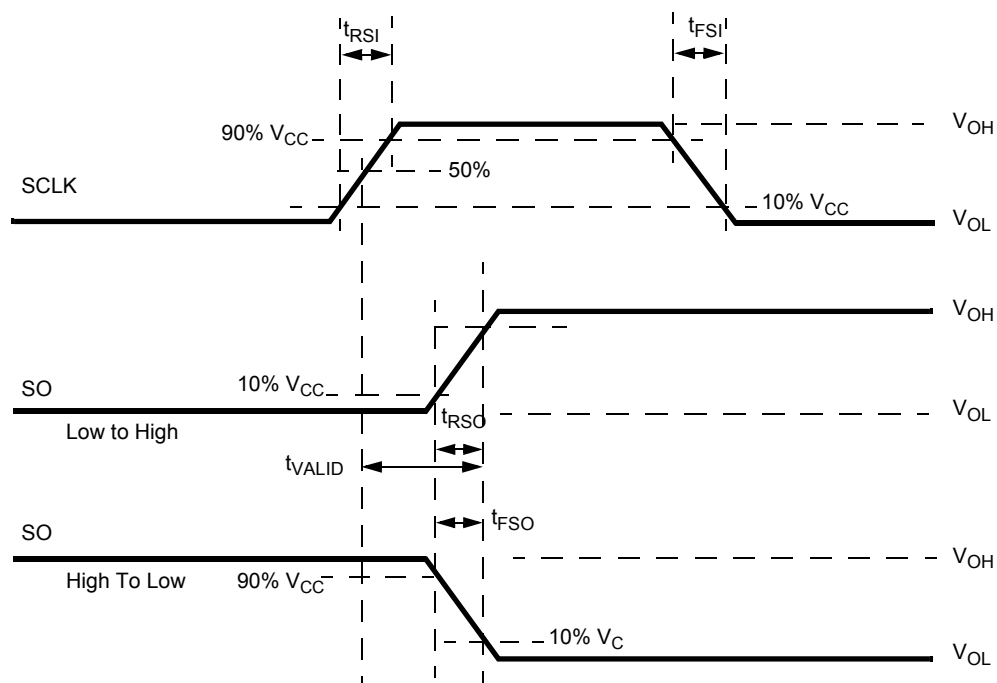 tRSI
tFSI
VOH
90% VCC
50%
SCLK
10% VCC
VOL
VOH
10% VCC
SO
tRSO
VOL
Low to High
tVALID
tFSO
SO
VOH
High To Low
90% VCC
10% VC
VOL